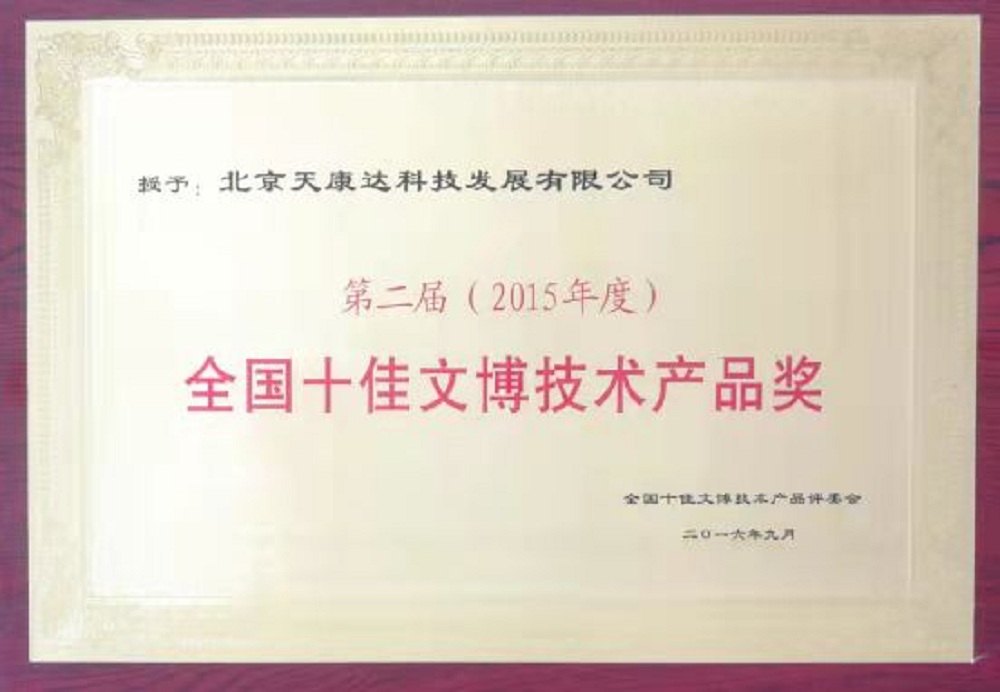 授予：北京天康达科技发展有限公司
第二届（2015年度）
全国十佳文博技术产品奖
全国十佳文博技术产品评委会
二〇一六年九月